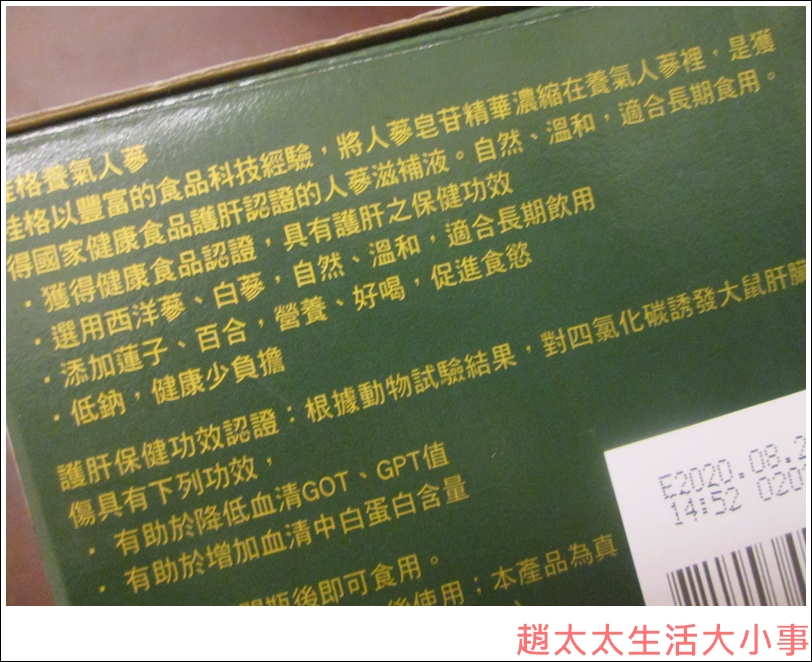 佳格養氣人蔘
佳格以豐富的食品科技經驗，將人蔘皂苷精華濃縮在養氣人蔘裡，是獲
得國家健康食品護肝認證的人蔘滋補液。自然、溫和，適合長期食用。
・獲得健康食品認證，具有護肝之保健功效
・選用西洋蔘、白蔘，自然、溫和，適合長期飲用
・添加蓮子、百合，營養、好喝，促進食慾
・低鈉，健康少負擔
護肝保健功效認證：根據動物試驗結果，對四氯化碳誘發大鼠肝臟
傷具有下列功效，
・有助於降低血清GOT、GPT值
・有助於增加血清中白蛋白含量
開瓶後即可食用。
後使用；本產品為真
E2020.08.2
14:52 020
趙太太生活大小事